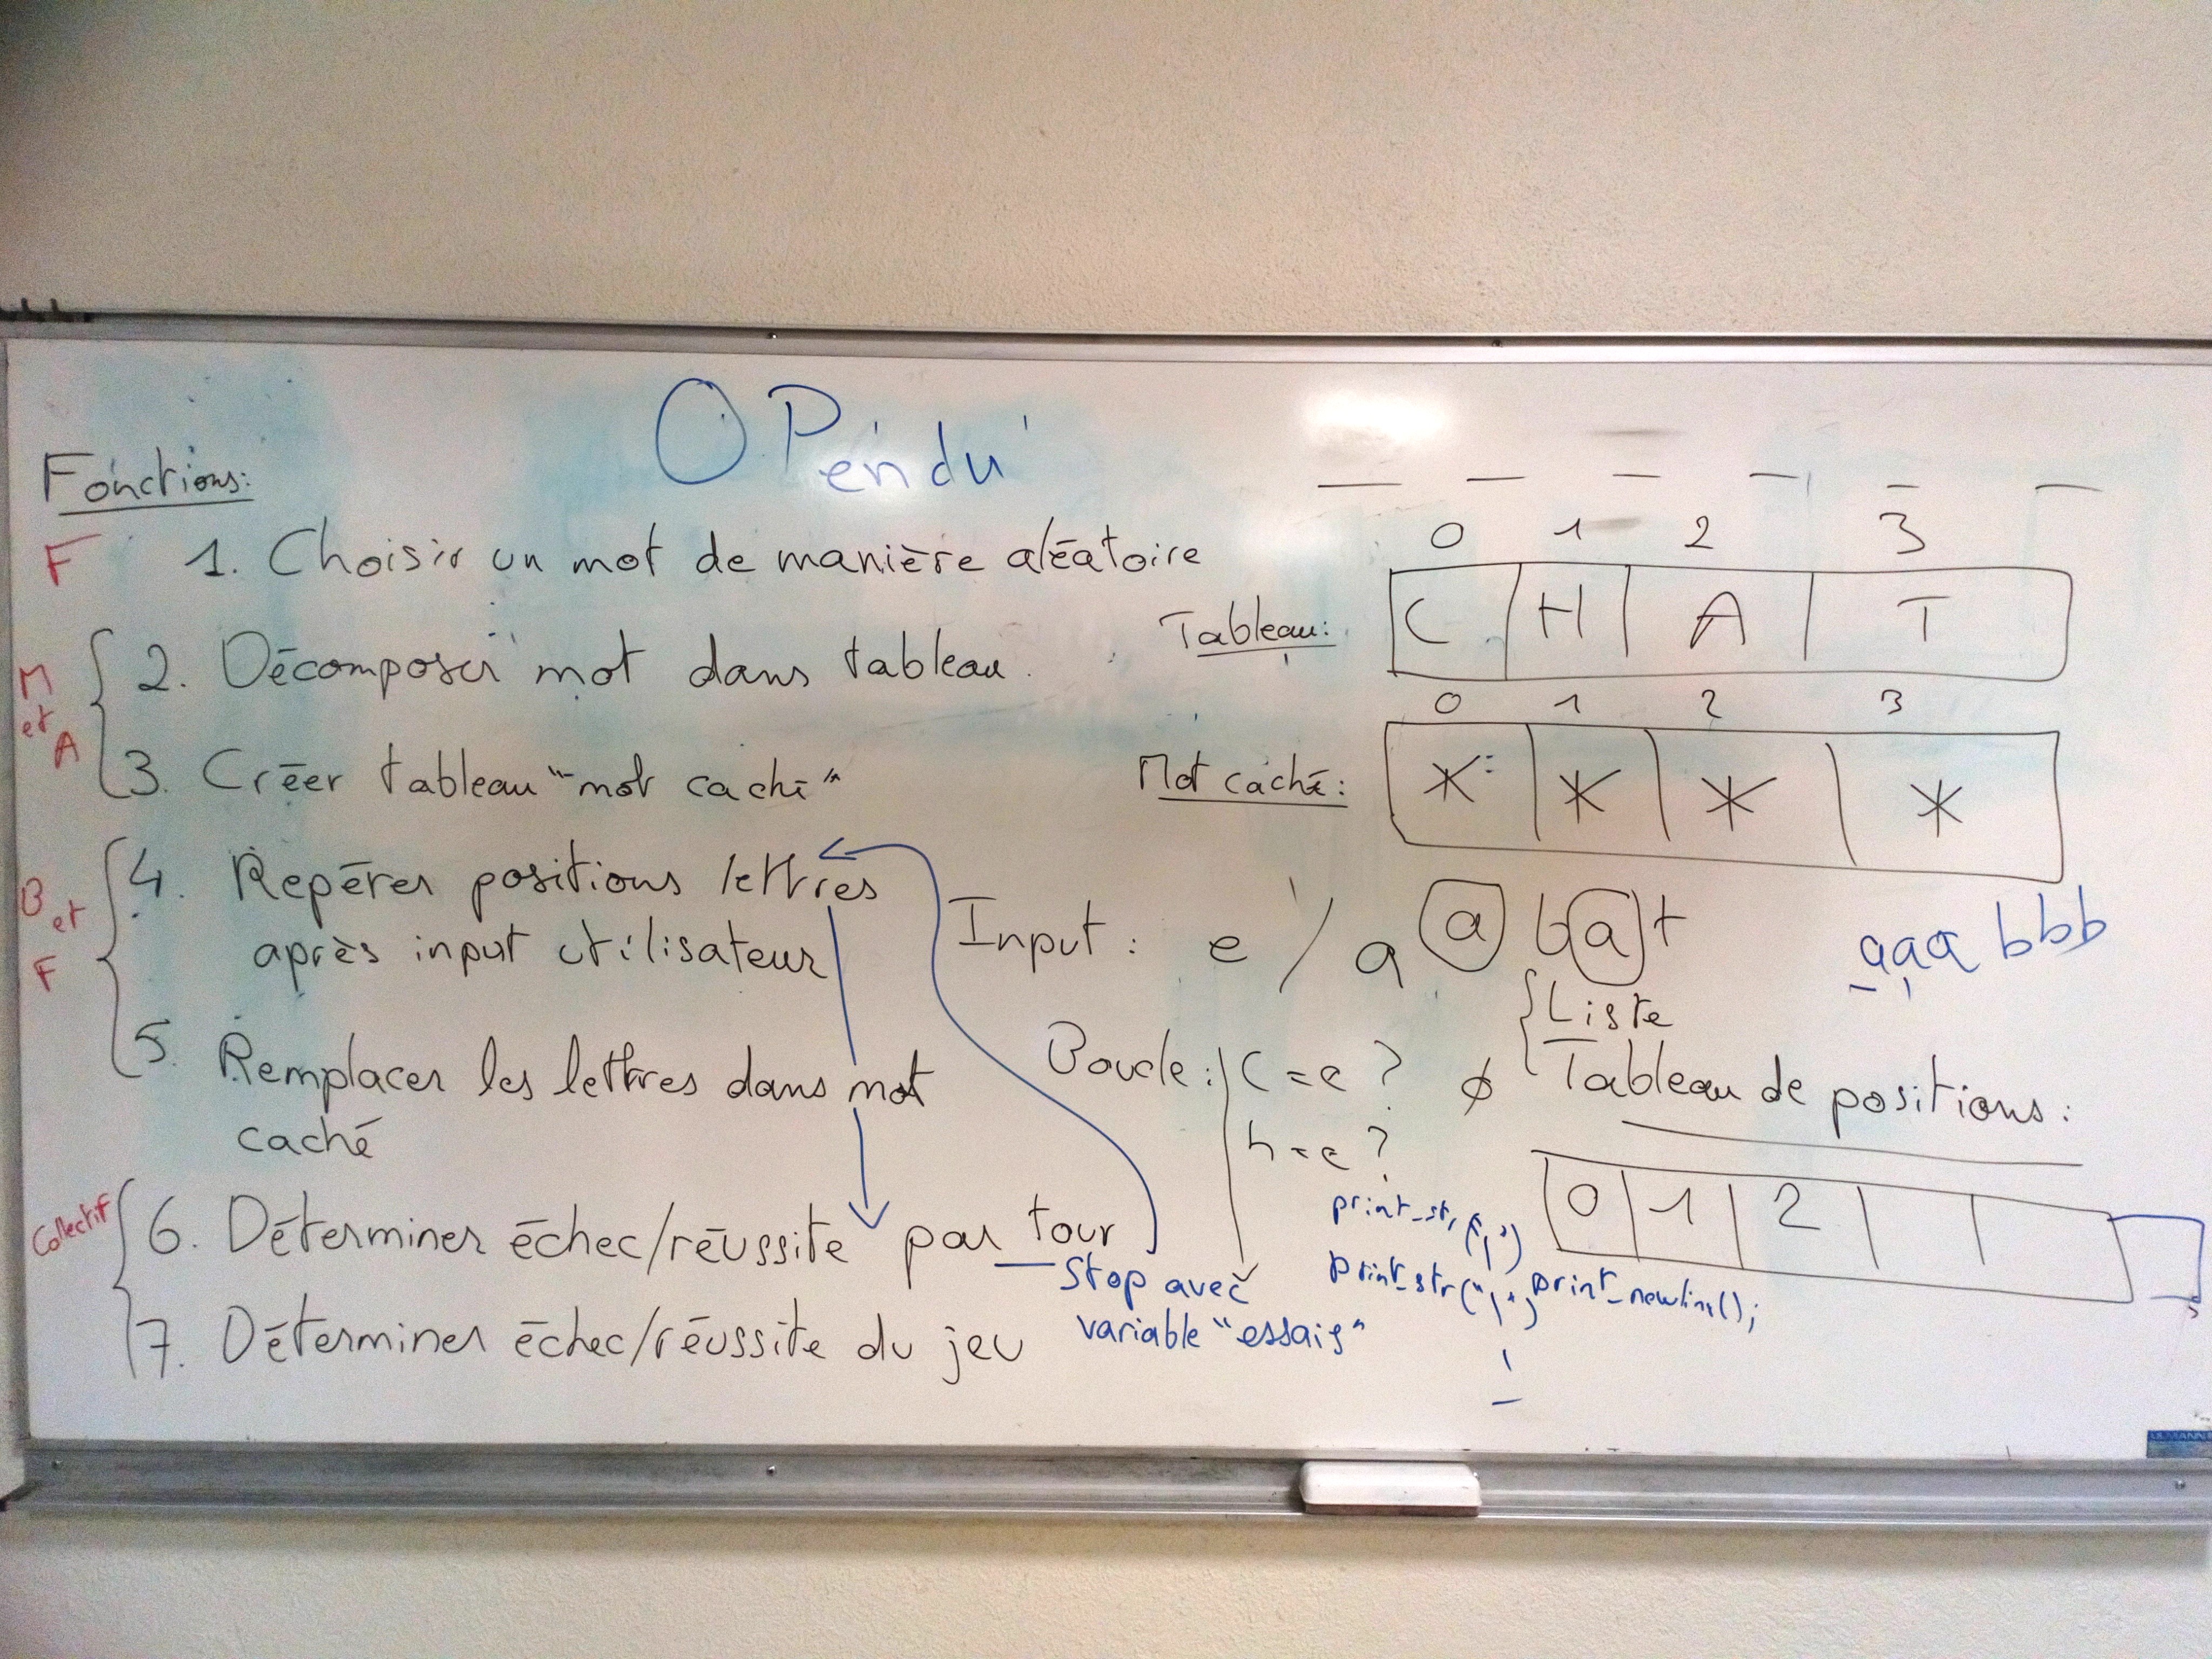 O Pendu
Fonctions:
F 1. Choisir un mot de manière aléatoire
M et A
2. Décomposer mot dans tableau
3. Créer tableau "mot caché"
B et F
4. Repérer positions lettres
après input utilisateur
5. Remplacer les lettres dans mot
caché
Collectif
6. Déterminer échec/réussite par tour
Stop avec
variable "essais"
7. Déterminer échec/réussite du jeu
0 1 2 3
Tableau: C H A T
0 1 2 3
Mot caché: * * * *
Input: e / a a bat
aaa bbb
Boucle: c = e ? ∅
h = e ?
Liste
Tableau de positions:
0 1 2
print_str("|")
print_str("|") print_newline();